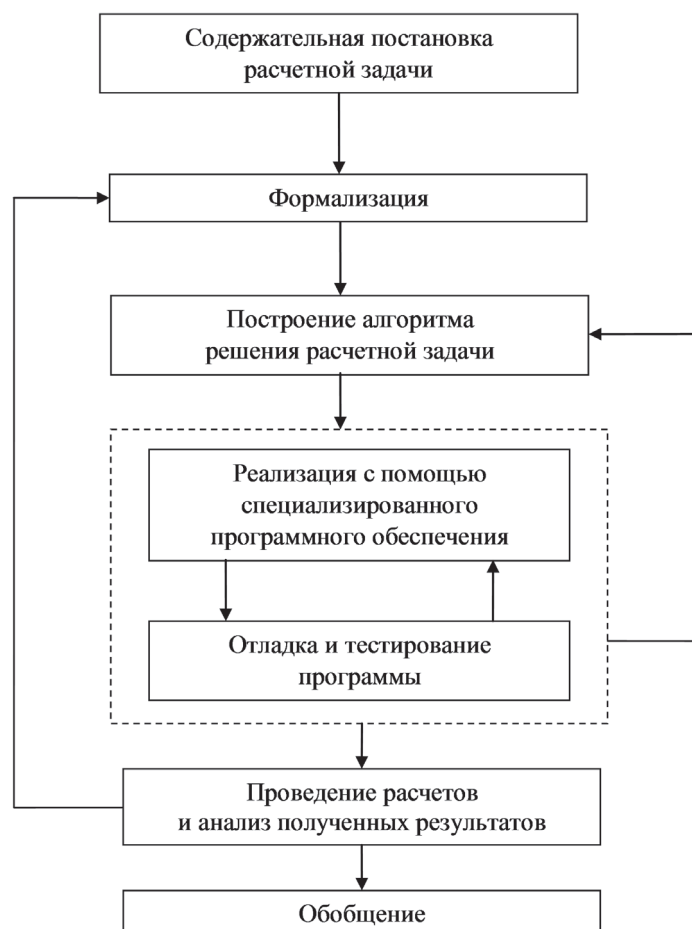 Содержательная постановка
расчетной задачи
Формализация
Построение алгоритма
решения расчетной задачи
Реализация с помощью
специализированного
программного обеспечения
Отладка и тестирование
программы
Проведение расчетов
и анализ полученных результатов
Обобщение